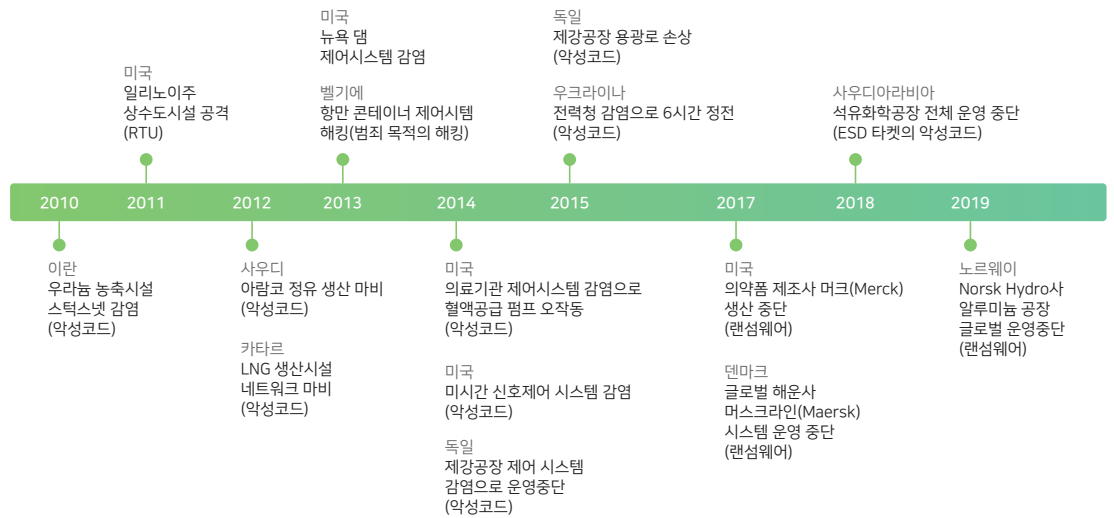 미국
뉴욕 댐
제어시스템 감염
독일
제강공장 용광로 손상
(악성코드)
미국
일리노이주
상수도시설 공격
(RTU)
벨기에
항만 콘테이너 제어시템
해킹(범죄 목적의 해킹)
우크라이나
전력청 감염으로 6시간 정전
(악성코드)
사우디아라비아
석유화학공장 전체 운영 중단
(ESD 타켓의 악성코드)
2010
2011
2012
2013
2014
2015
2017
2018
2019
이란
우라늄 농축시설
스턱스넷 감염
(악성코드)
사우디
아람코 정유 생산 마비
(악성코드)
카타르
LNG 생산시설
네트워크 마비
(악성코드)
미국
의료기관 제어시스템 감염으로
혈액공급 펌프 오작동
(악성코드)
미국
미시간 신호제어 시스템 감염
(악성코드)
독일
제강공장 제어 시스템
감염으로 운영중단
(악성코드)
미국
의약폼 제조사 머크(Merck)
생산 중단
(랜섬웨어)
덴마크
글로벌 해운사
머스크라인(Maersk)
시스템 운영 중단
(랜섬웨어)
노르웨이
Norsk Hydro사
알루미늄 공장
글로벌 운영중단
(랜섬웨어)